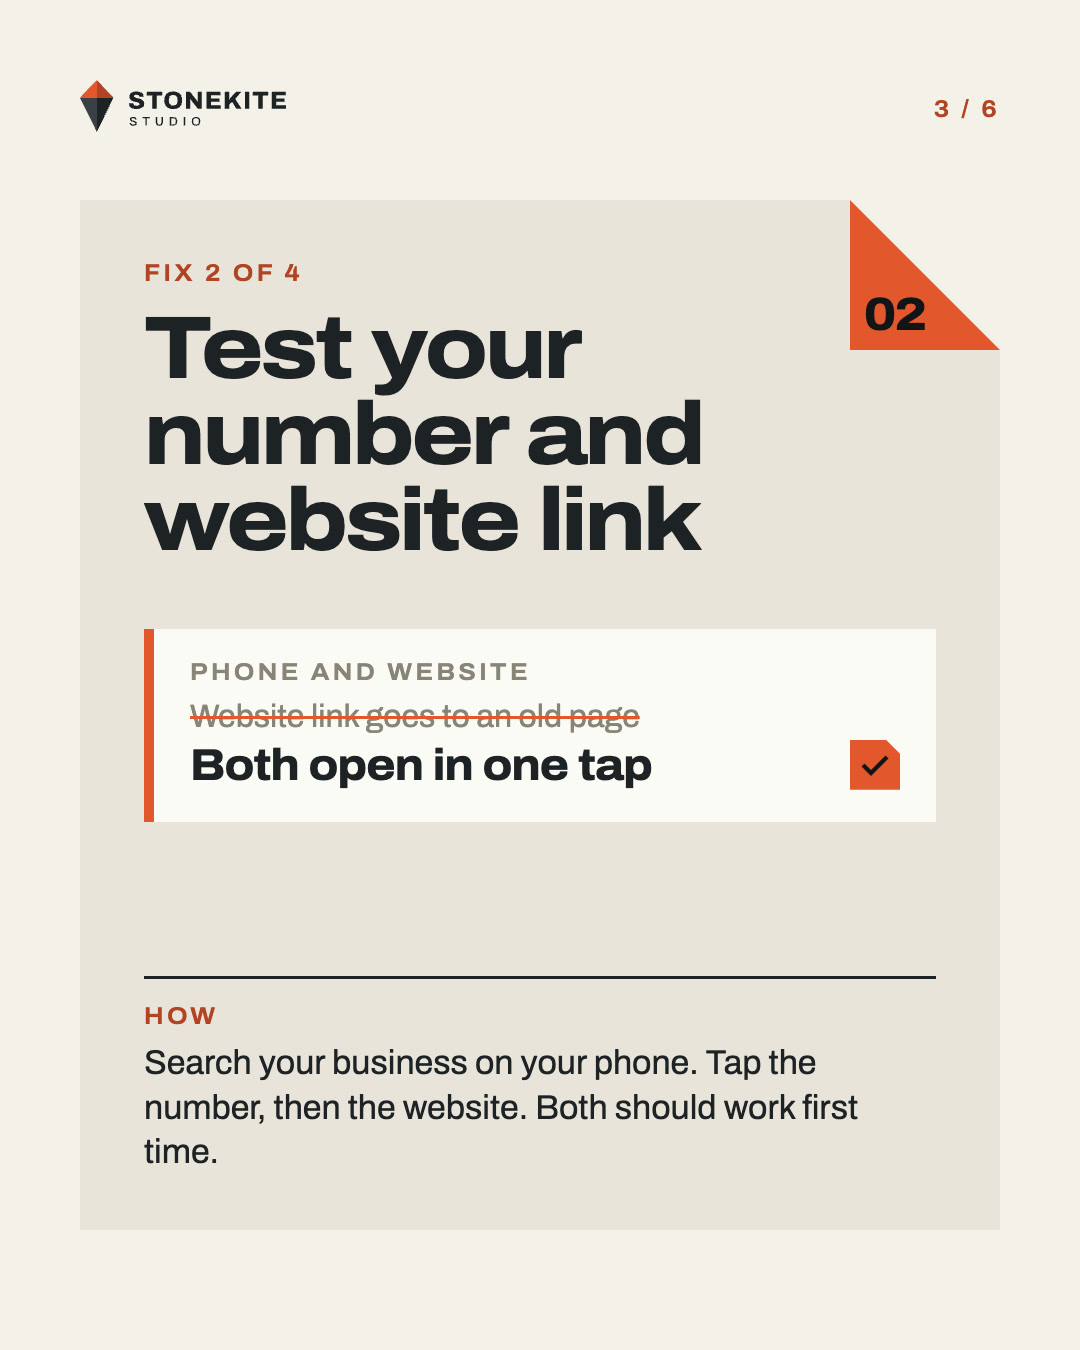 STONEKITE
STUDIO
3 / 6
FIX 2 OF 4
02
Test your
number and
website link
PHONE AND WEBSITE
Website link goes to an old page
Both open in one tap
HOW
Search your business on your phone. Tap the
number, then the website. Both should work first
time.